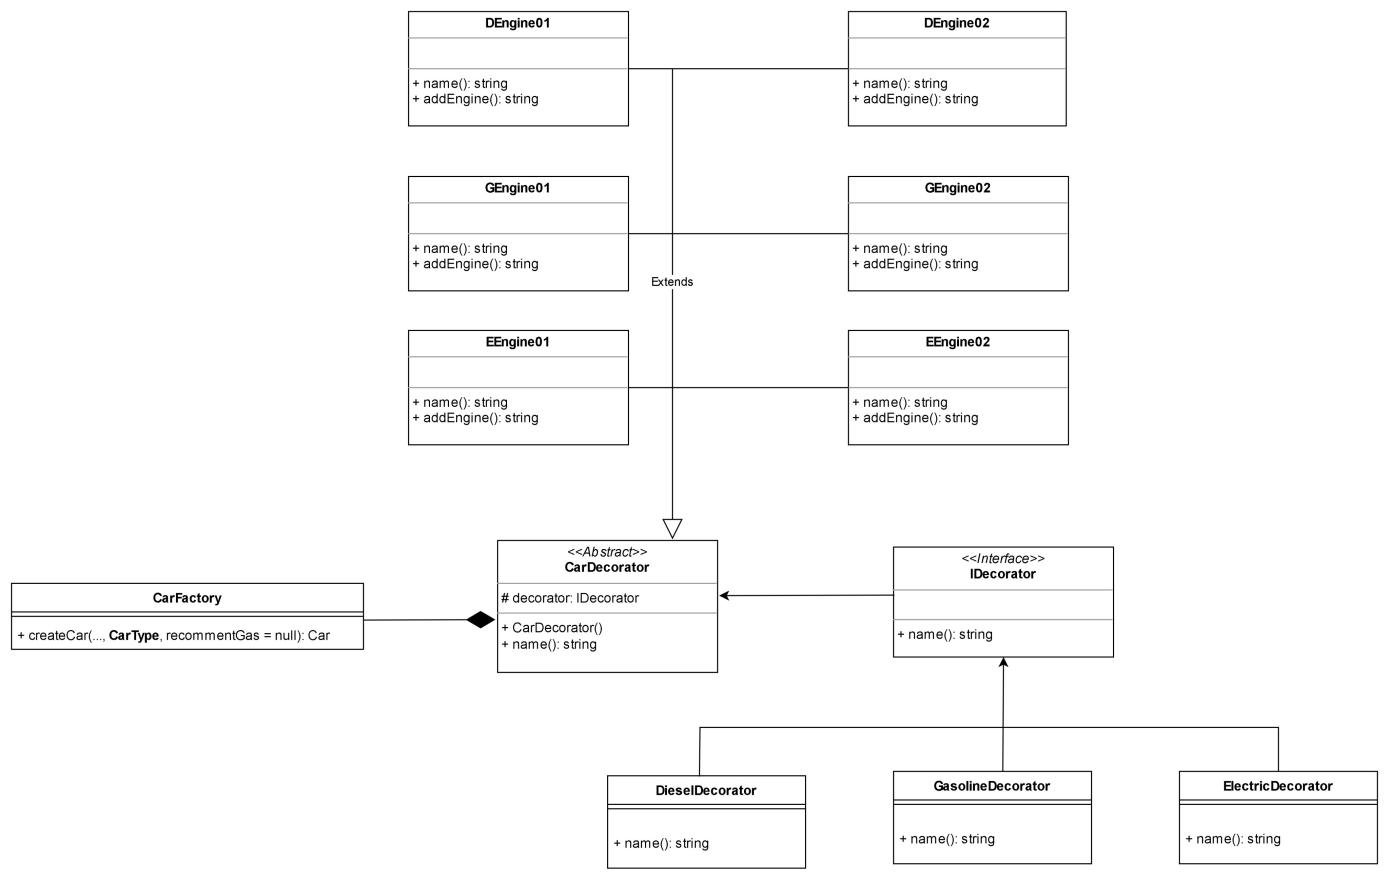 DEngine01
+ name(): string
+ addEngine(): string
DEngine02
+ name(): string
+ addEngine(): string
GEngine01
+ name(): string
+ addEngine(): string
GEngine02
+ name(): string
+ addEngine(): string
Extends
EEngine01
+ name(): string
+ addEngine(): string
EEngine02
+ name(): string
+ addEngine(): string
CarFactory
+ createCar(..., CarType, recommentGas = null): Car
<<Abstract>>
CarDecorator
# decorator: IDecorator
+ CarDecorator()
+ name(): string
<<Interface>>
IDecorator
+ name(): string
DieselDecorator
+ name(): string
GasolineDecorator
+ name(): string
ElectricDecorator
+ name(): string